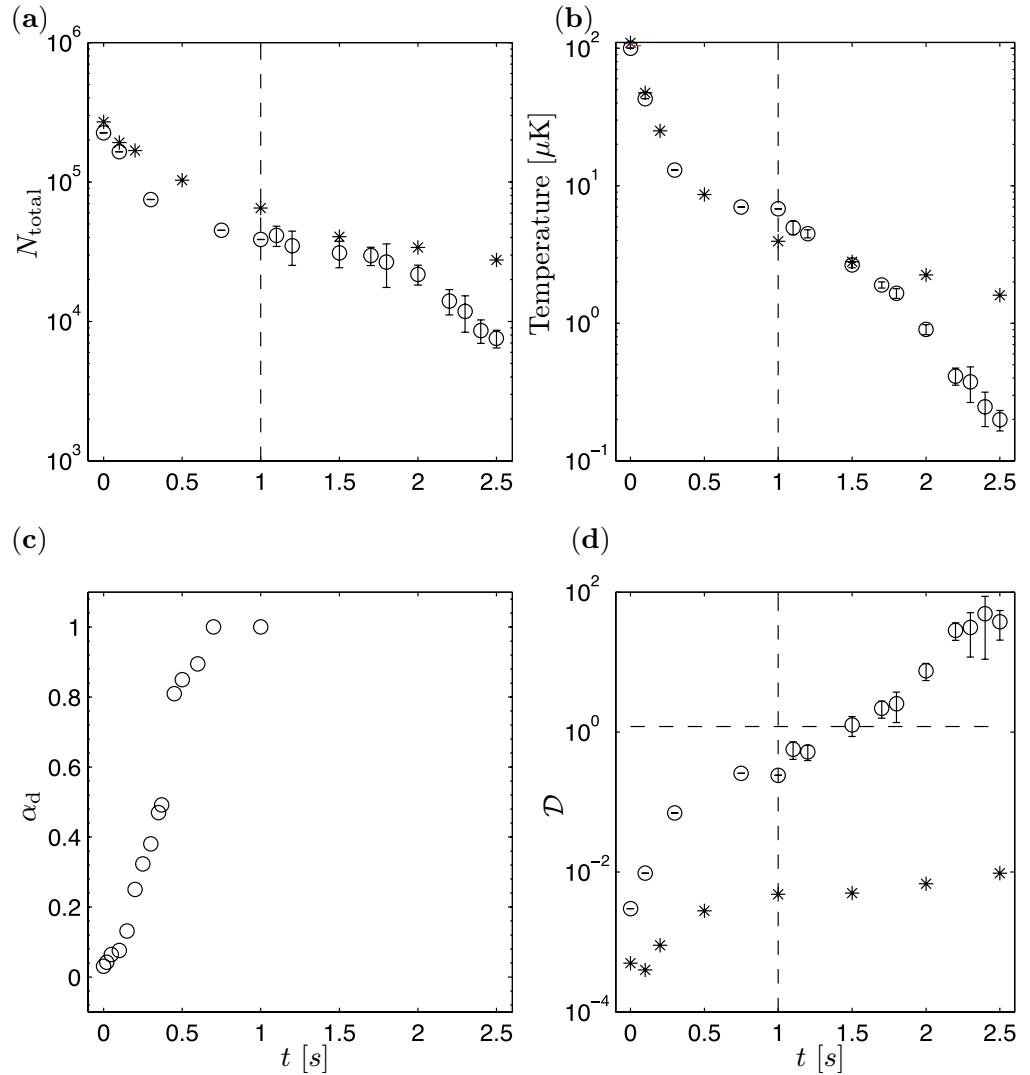 (a)
10^6
10^5
10^4
10^3
N_total
0 0.5 1 1.5 2 2.5
(b)
10^2
10^1
10^0
10^-1
Temperature [μK]
0 0.5 1 1.5 2 2.5
(c)
1
0.8
0.6
0.4
0.2
0
α_d
0 0.5 1 1.5 2 2.5
t [s]
(d)
10^2
10^0
10^-2
10^-4
𝒟
0 0.5 1 1.5 2 2.5
t [s]